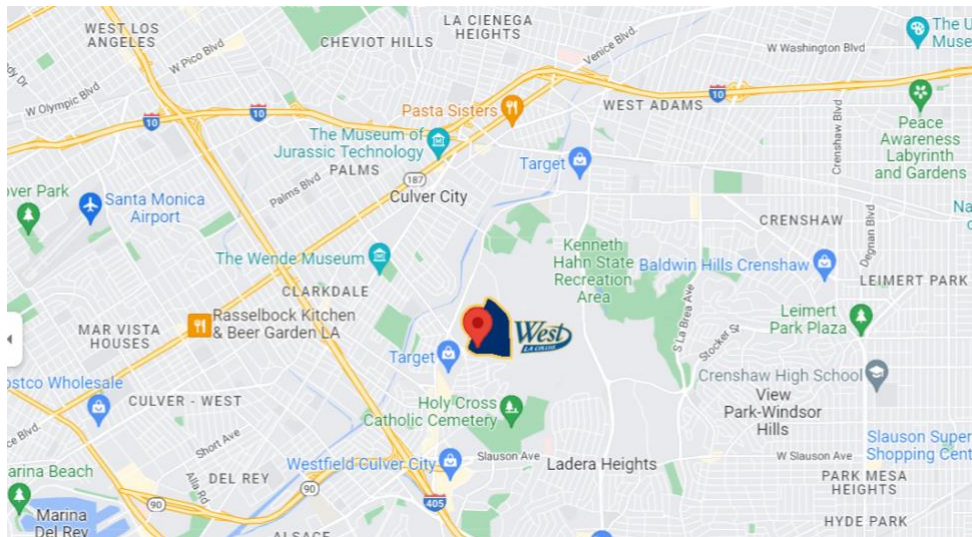 WEST LOS
ANGELES
CHEVIOT HILLS
LA CIENEGA
HEIGHTS
Venice Blvd.
W Washington Blvd
The
Muse
W Pico Blvd
W Olympic Blvd
10
10
10
WEST ADAMS
Pasta Sisters
The Museum of
Jurassic Technology
PALMS
Palms Blvd
187
Culver City
Target
Crenshaw Blvd
Peace
Awareness
Labyrinth
and Gardens
over Park
Santa Monica
Airport
CRENSHAW
Na
Degnan Blvd
The Wende Museum
CLARKDALE
Kenneth
Hahn State
Recreation
Area
Baldwin Hills Crenshaw
LEIMERT PARK
Rasselbock Kitchen
& Beer Garden LA
MAR VISTA
HOUSES
West
LA COLLEGE
S La Brea Ave
Stocker St
Leimert
Park Plaza
Target
ostco Wholesale
CULVER - WEST
Holy Cross
Catholic Cemetery
Crenshaw High School
View
Park-Windsor
Hills
Short Ave
Westfield Culver City
Slauson Ave
Ladera Heights
W Slauson Ave
Slauson Super
Shopping Cent
Marina Beach
DEL REY
Alla Rd
90
90
405
PARK MESA
HEIGHTS
Marina
Del Rey
HYDE PARK